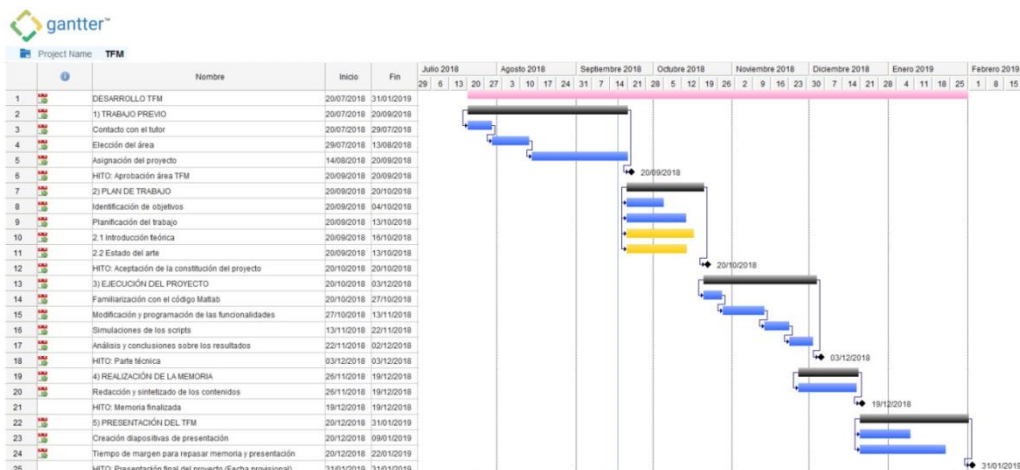 gantter™
Project Name TFM
Nombre Inicio Fin Julio 2018 Agosto 2018 Septiembre 2018 Octubre 2018 Noviembre 2018 Diciembre 2018 Enero 2019 Febrero 2019
29 6 13 20 27 3 10 17 24 31 7 14 21 28 5 12 19 26 2 9 16 23 30 7 14 21 28 4 11 18 25 1 8 15
1 DESARROLLO TFM 20/07/2018 31/01/2019
2 1) TRABAJO PREVIO 20/07/2018 20/09/2018
3 Contacto con el tutor 20/07/2018 29/07/2018
4 Elección del área 29/07/2018 13/08/2018
5 Asignación del proyecto 14/08/2018 20/09/2018
6 HITO: Aprobación área TFM 20/09/2018 20/09/2018 20/09/2018
7 2) PLAN DE TRABAJO 20/09/2018 20/10/2018
8 Identificación de objetivos 20/09/2018 04/10/2018
9 Planificación del trabajo 20/09/2018 13/10/2018
10 2.1 Introducción teórica 20/09/2018 16/10/2018
11 2.2 Estado del arte 20/09/2018 13/10/2018
12 HITO: Aceptación de la constitución del proyecto 20/10/2018 20/10/2018 20/10/2018
13 3) EJECUCIÓN DEL PROYECTO 20/10/2018 03/12/2018
14 Familiarización con el código Matlab 20/10/2018 27/10/2018
15 Modificación y programación de las funcionalidades 27/10/2018 13/11/2018
16 Simulaciones de los scripts 13/11/2018 22/11/2018
17 Análisis y conclusiones sobre los resultados 22/11/2018 02/12/2018
18 HITO: Parte técnica 03/12/2018 03/12/2018 03/12/2018
19 4) REALIZACIÓN DE LA MEMORIA 26/11/2018 19/12/2018
20 Redacción y sintetizado de los contenidos 26/11/2018 19/12/2018
21 HITO: Memoria finalizada 19/12/2018 19/12/2018 19/12/2018
22 5) PRESENTACIÓN DEL TFM 20/12/2018 31/01/2019
23 Creación diapositivas de presentación 20/12/2018 09/01/2019
24 Tiempo de margen para repasar memoria y presentación 20/12/2018 22/01/2019
25 HITO: Presentación final del proyecto (Fecha provisional) 31/01/2019 31/01/2019 31/01/2019